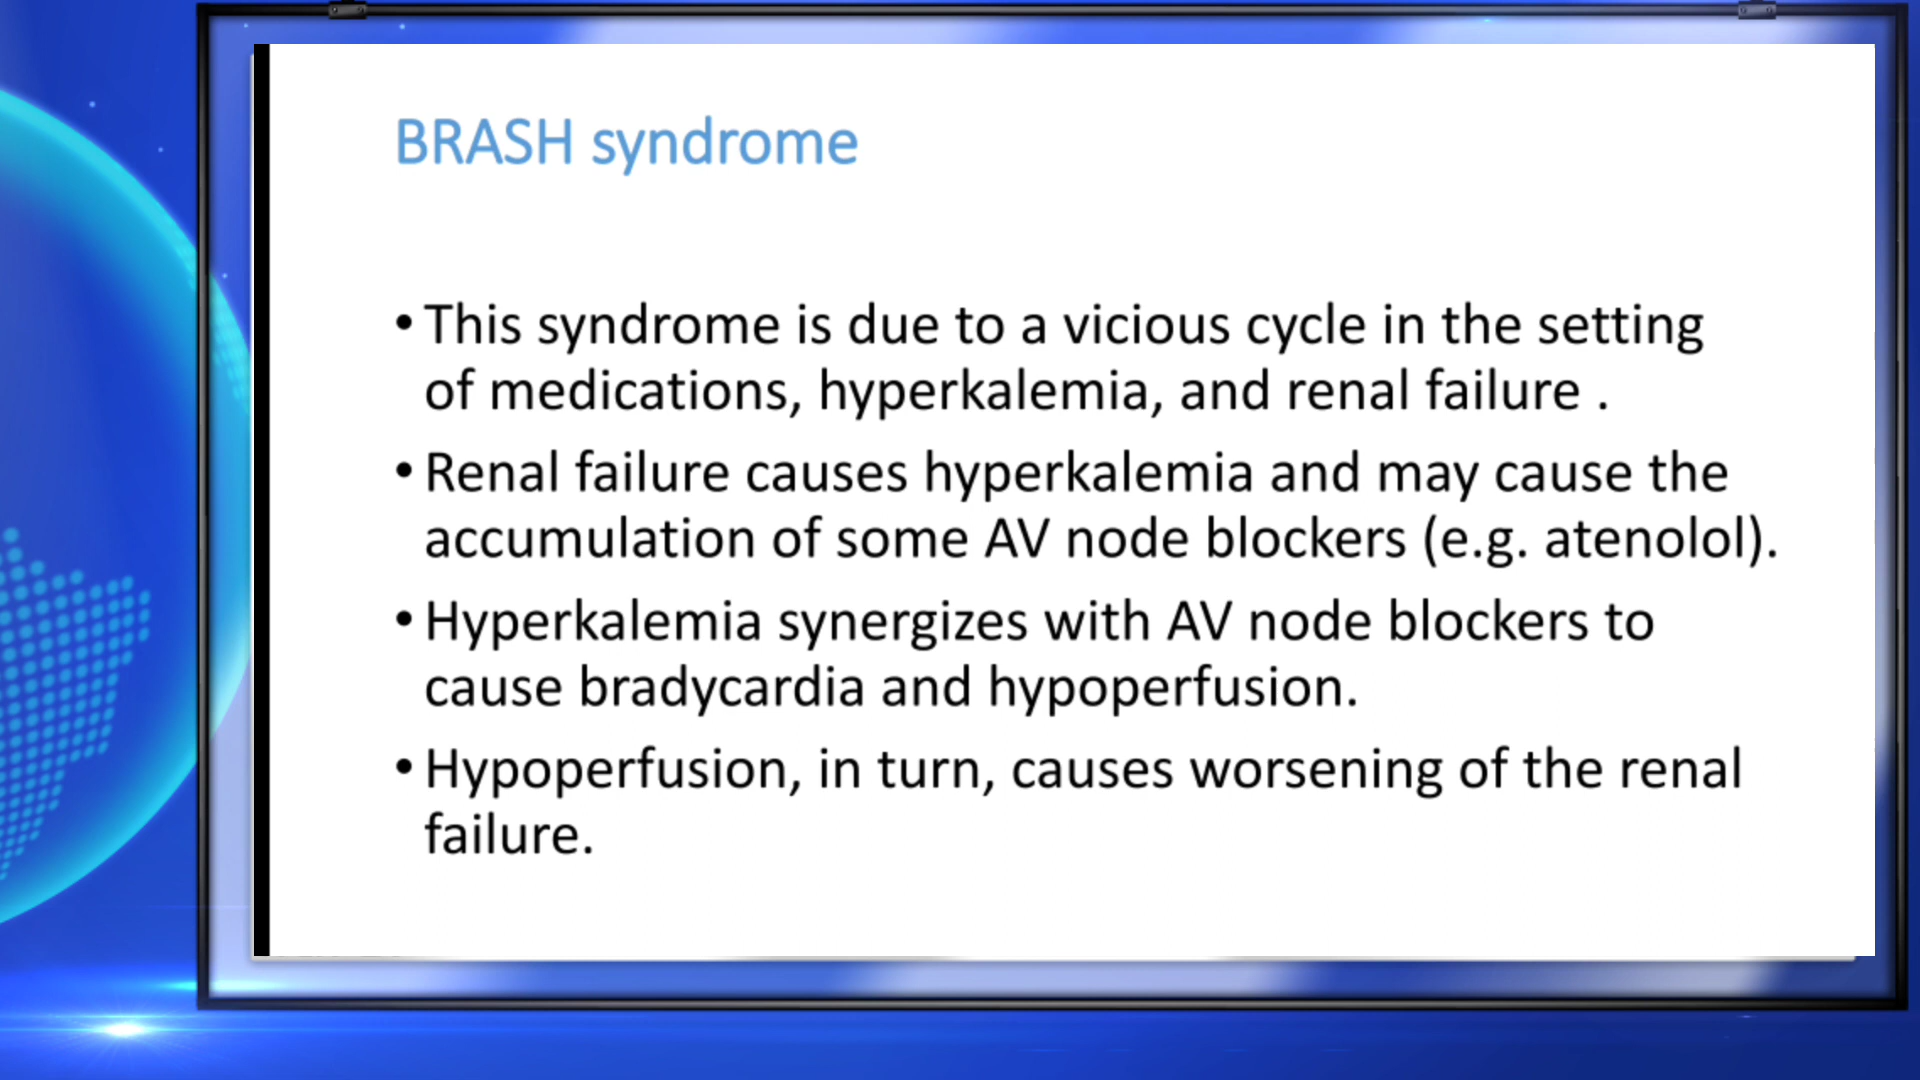 BRASH syndrome
• This syndrome is due to a vicious cycle in the setting
of medications, hyperkalemia, and renal failure .
• Renal failure causes hyperkalemia and may cause the
accumulation of some AV node blockers (e.g. atenolol).
• Hyperkalemia synergizes with AV node blockers to
cause bradycardia and hypoperfusion.
• Hypoperfusion, in turn, causes worsening of the renal
failure.